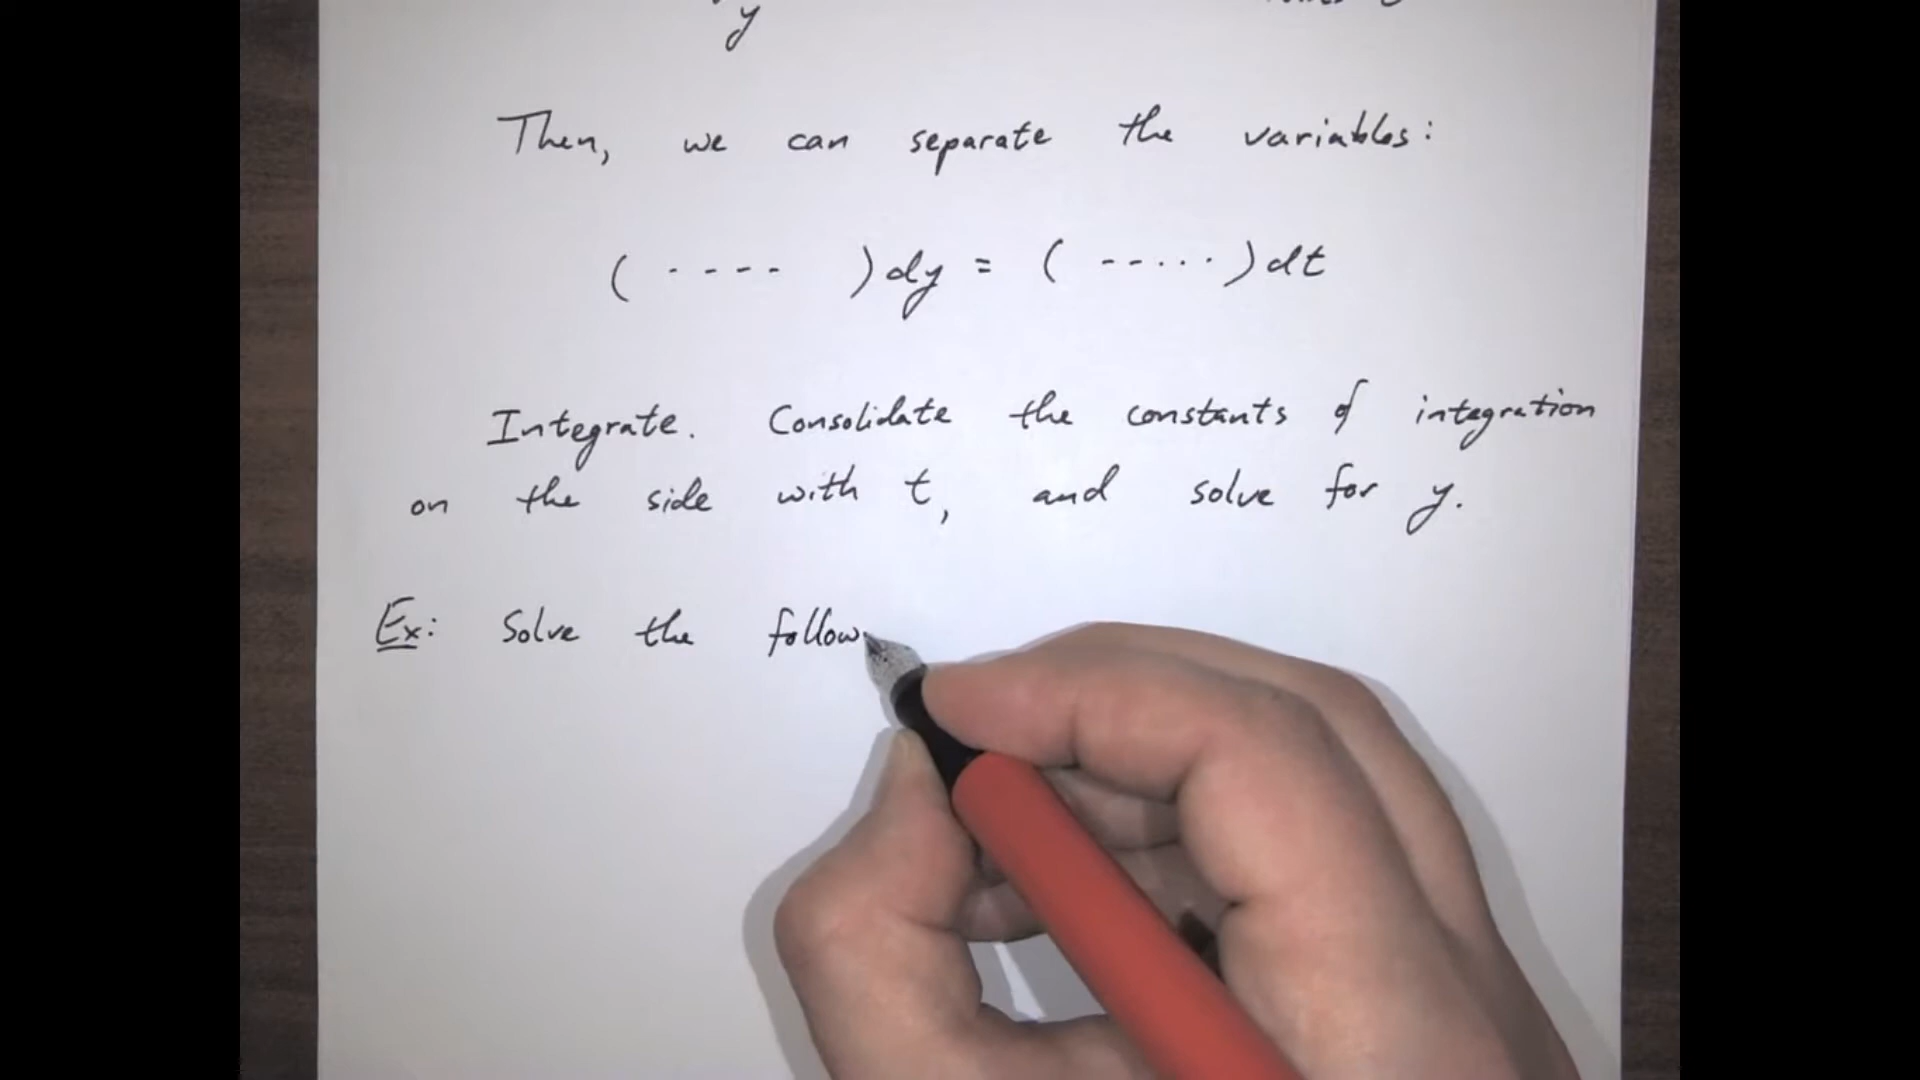 y
Then, we can separate the variables:
( ---- ) dy = ( ----- ) dt
Integrate. Consolidate the constants of integration
on the side with t, and solve for y.
Ex: Solve the follow